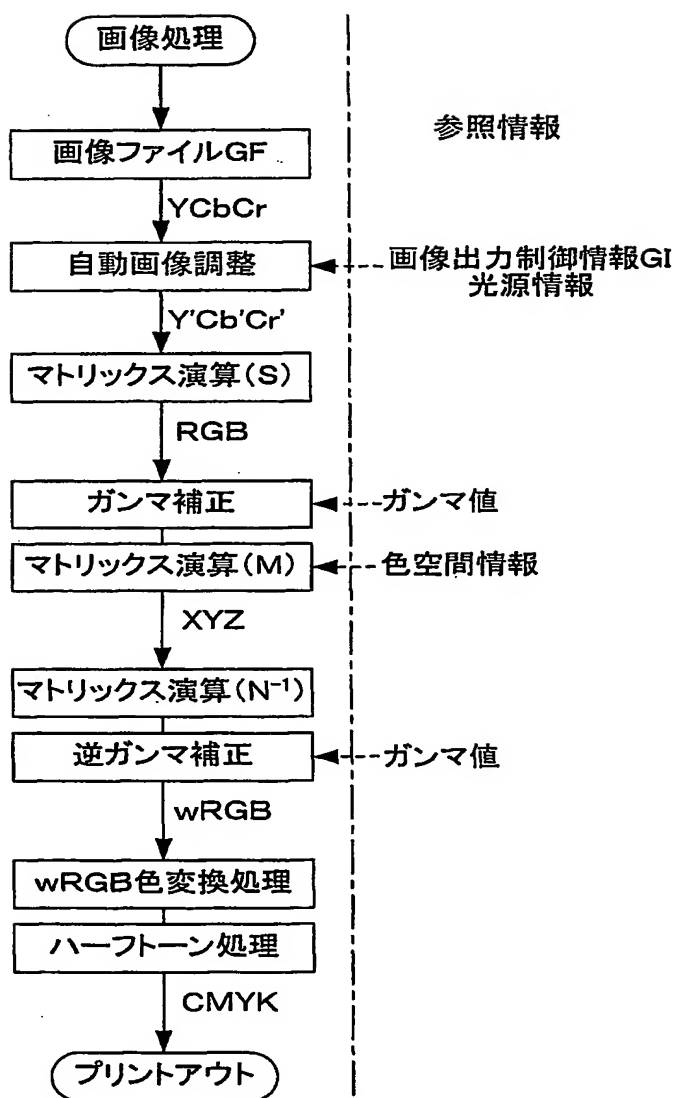 画像処理
参照情報
画像ファイルGF
YCbCr
自動画像調整
画像出力制御情報GI
光源情報
Y'Cb'Cr'
マトリックス演算(S)
RGB
ガンマ補正
ガンマ値
マトリックス演算(M)
色空間情報
XYZ
マトリックス演算(N⁻¹)
逆ガンマ補正
ガンマ値
wRGB
wRGB色変換処理
ハーフトーン処理
CMYK
プリントアウト